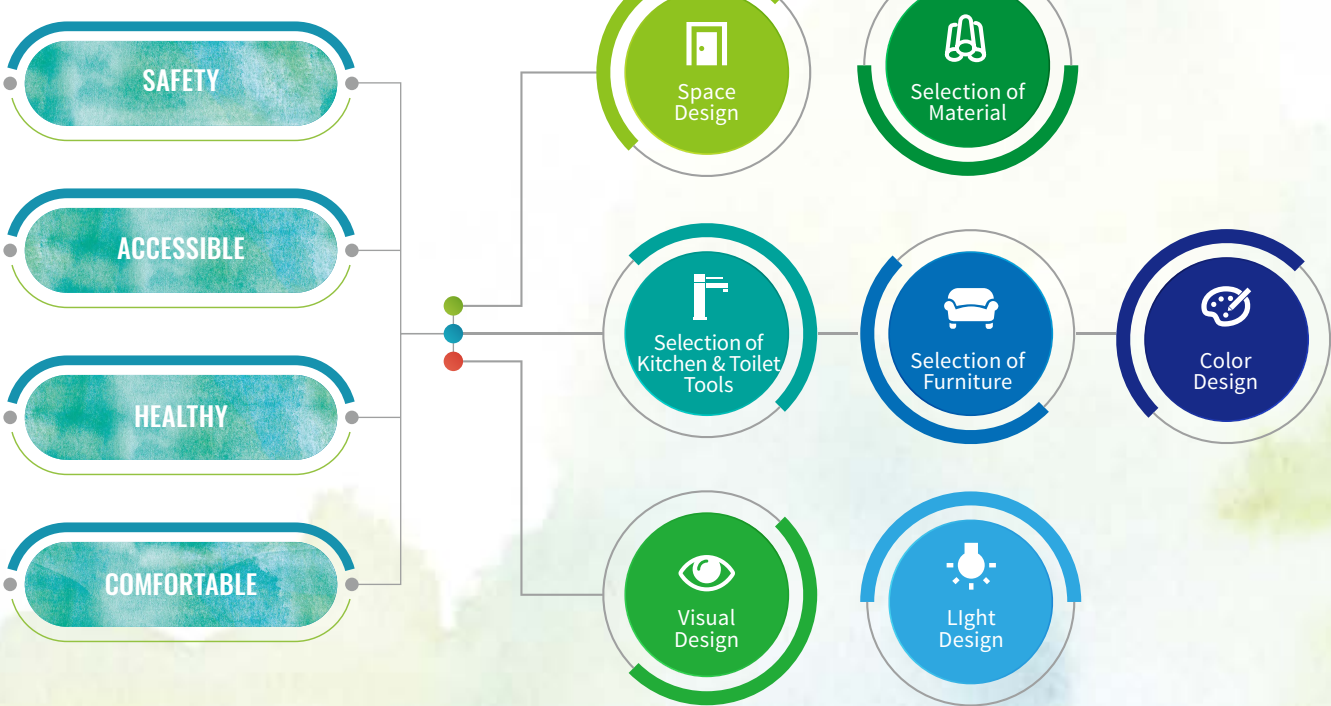 SAFETY
ACCESSIBLE
HEALTHY
COMFORTABLE
Space
Design
Selection of
Material
Selection of
Kitchen & Toilet
Tools
Selection of
Furniture
Color
Design
Visual
Design
LIght
Design